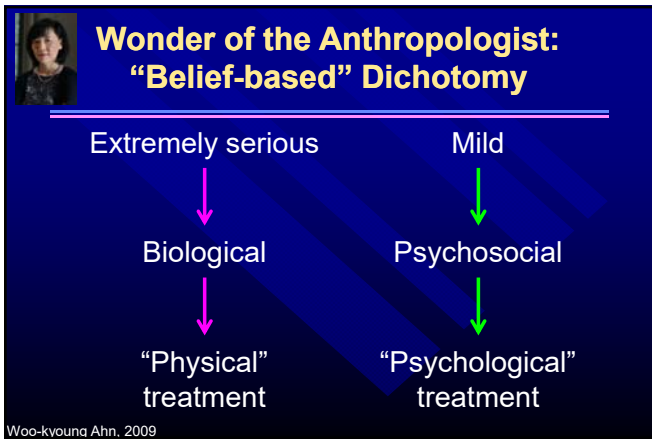 Wonder of the Anthropologist:
“Belief-based” Dichotomy
Extremely serious
Mild
Biological
Psychosocial
“Physical”
treatment
“Psychological”
treatment
Woo-kyoung Ahn, 2009